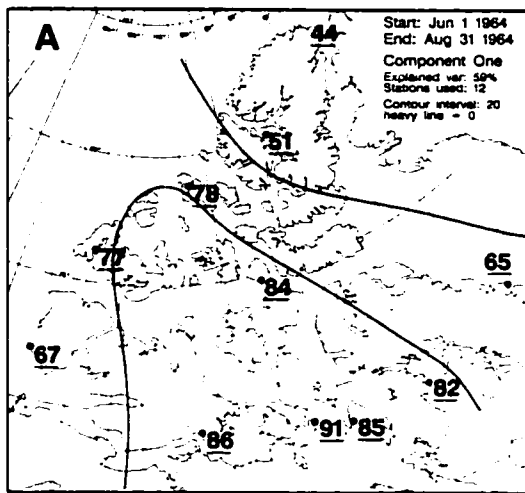 A
Start: Jun 1 1964
End: Aug 31 1964
Component One
Explained var: 59%
Stations used: 12
Contour interval: 20
heavy line = 0
44
51
78
77
84
65
67
82
86
91
85